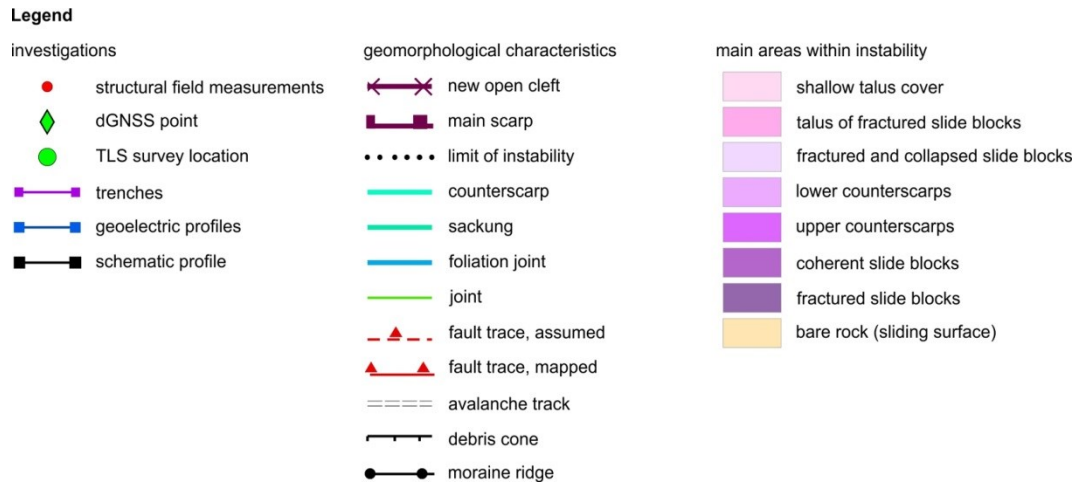 Legend
investigations
structural field measurements
dGNSS point
TLS survey location
trenches
geoelectric profiles
schematic profile
geomorphological characteristics
new open cleft
main scarp
limit of instability
counterscarp
sackung
foliation joint
joint
fault trace, assumed
fault trace, mapped
avalanche track
debris cone
moraine ridge
main areas within instability
shallow talus cover
talus of fractured slide blocks
fractured and collapsed slide blocks
lower counterscarps
upper counterscarps
coherent slide blocks
fractured slide blocks
bare rock (sliding surface)